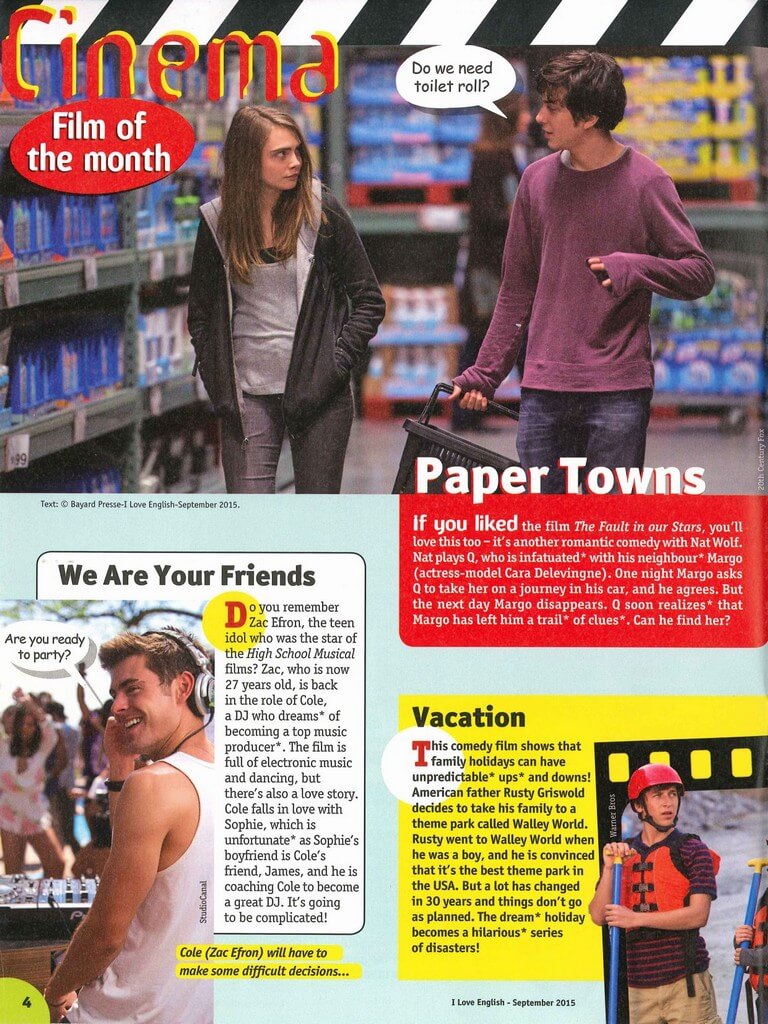 Cinema
Film of
the month
Do we need
toilet roll?
99
20th Century Fox
Paper Towns
Text: © Bayard Presse-I Love English-September 2015.
If you liked the film The Fault in our Stars, you'll
love this too – it's another romantic comedy with Nat Wolf.
Nat plays Q, who is infatuated* with his neighbour* Margo
(actress-model Cara Delevingne). One night Margo asks
Q to take her on a journey in his car, and he agrees. But
the next day Margo disappears. Q soon realizes* that
Margo has left him a trail* of clues*. Can he find her?
We Are Your Friends
Are you ready
to party?
Do you remember
Zac Efron, the teen
idol who was the star of
the High School Musical
films? Zac, who is now
27 years old, is back
in the role of Cole,
a DJ who dreams* of
becoming a top music
producer*. The film is
full of electronic music
and dancing, but
there's also a love story.
Cole falls in love with
Sophie, which is
unfortunate* as Sophie's
boyfriend is Cole's
friend, James, and he is
coaching Cole to become
a great DJ. It's going
to be complicated!
StudioCanal
Cole (Zac Efron) will have to
make some difficult decisions...
Vacation
This comedy film shows that
family holidays can have
unpredictable* ups* and downs!
American father Rusty Griswold
decides to take his family to a
theme park called Walley World.
Rusty went to Walley World when
he was a boy, and he is convinced
that it's the best theme park in
the USA. But a lot has changed
in 30 years and things don't go
as planned. The dream* holiday
becomes a hilarious* series
of disasters!
Warner Bros
4
I Love English - September 2015